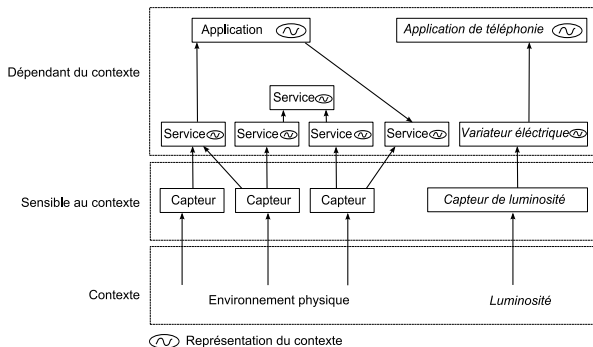 Application
Application de téléphonie
Dépendant du contexte
Service
Service
Service
Service
Service
Variateur éléctrique
Sensible au contexte
Capteur
Capteur
Capteur
Capteur de luminosité
Contexte
Environnement physique
Luminosité
Représentation du contexte